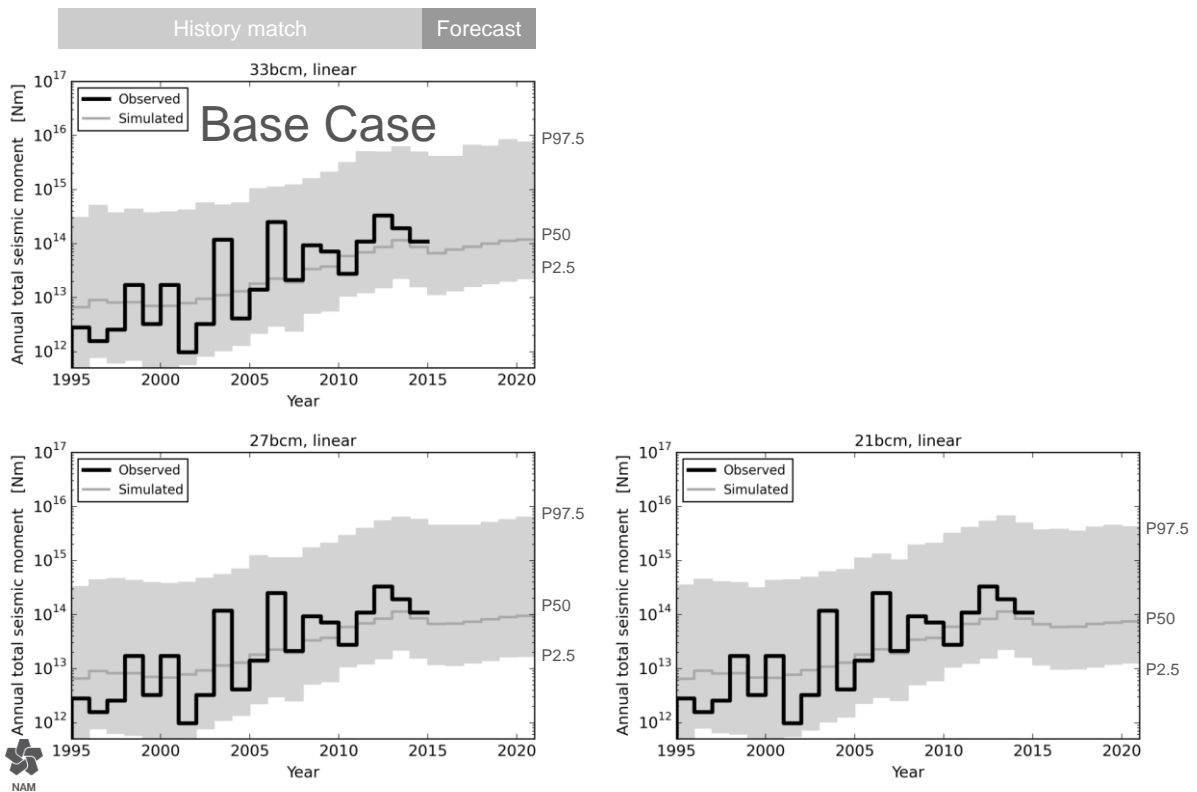 History match
Forecast
33bcm, linear
Annual total seismic moment [Nm]
10^17
10^16
10^15
10^14
10^13
10^12
Observed
Simulated
Base Case
P97.5
P50
P2.5
1995 2000 2005 2010 2015 2020
Year
27bcm, linear
Annual total seismic moment [Nm]
10^17
10^16
10^15
10^14
10^13
10^12
Observed
Simulated
P97.5
P50
P2.5
1995 2000 2005 2010 2015 2020
Year
21bcm, linear
Annual total seismic moment [Nm]
10^17
10^16
10^15
10^14
10^13
10^12
Observed
Simulated
P97.5
P50
P2.5
1995 2000 2005 2010 2015 2020
Year
NAM